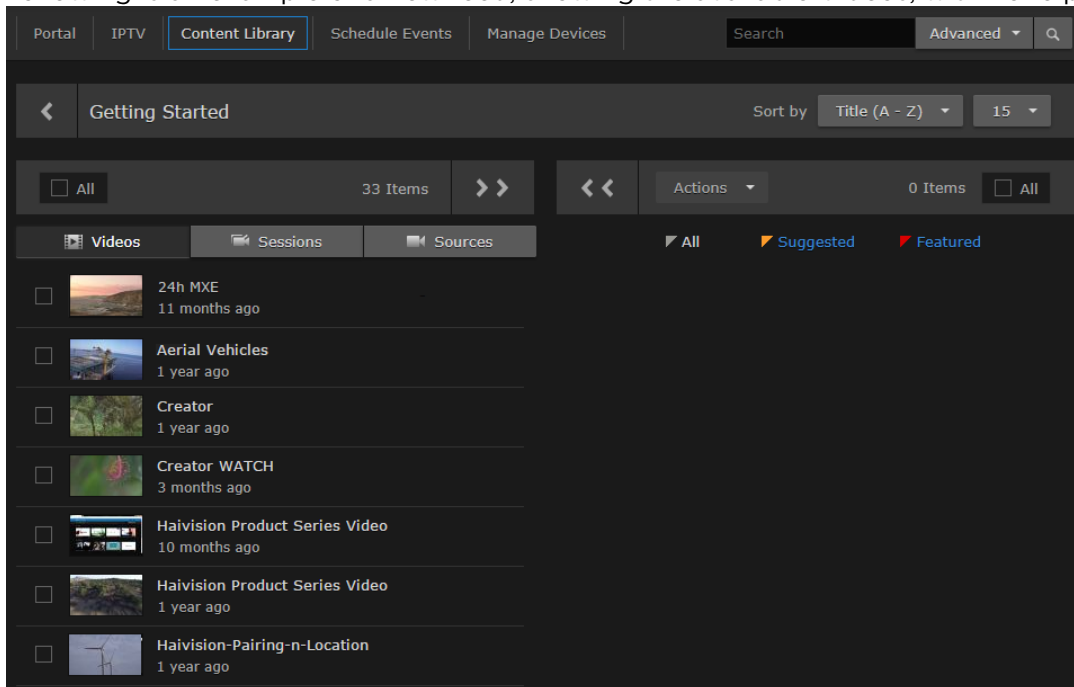 Portal IPTV Content Library Schedule Events Manage Devices Search Advanced
Getting Started Sort by Title (A - Z) 15
All 33 Items Actions 0 Items All
Videos Sessions Sources All Suggested Featured
24h MXE
11 months ago
Aerial Vehicles
1 year ago
Creator
1 year ago
Creator WATCH
3 months ago
Haivision Product Series Video
10 months ago
Haivision Product Series Video
1 year ago
Haivision-Pairing-n-Location
1 year ago